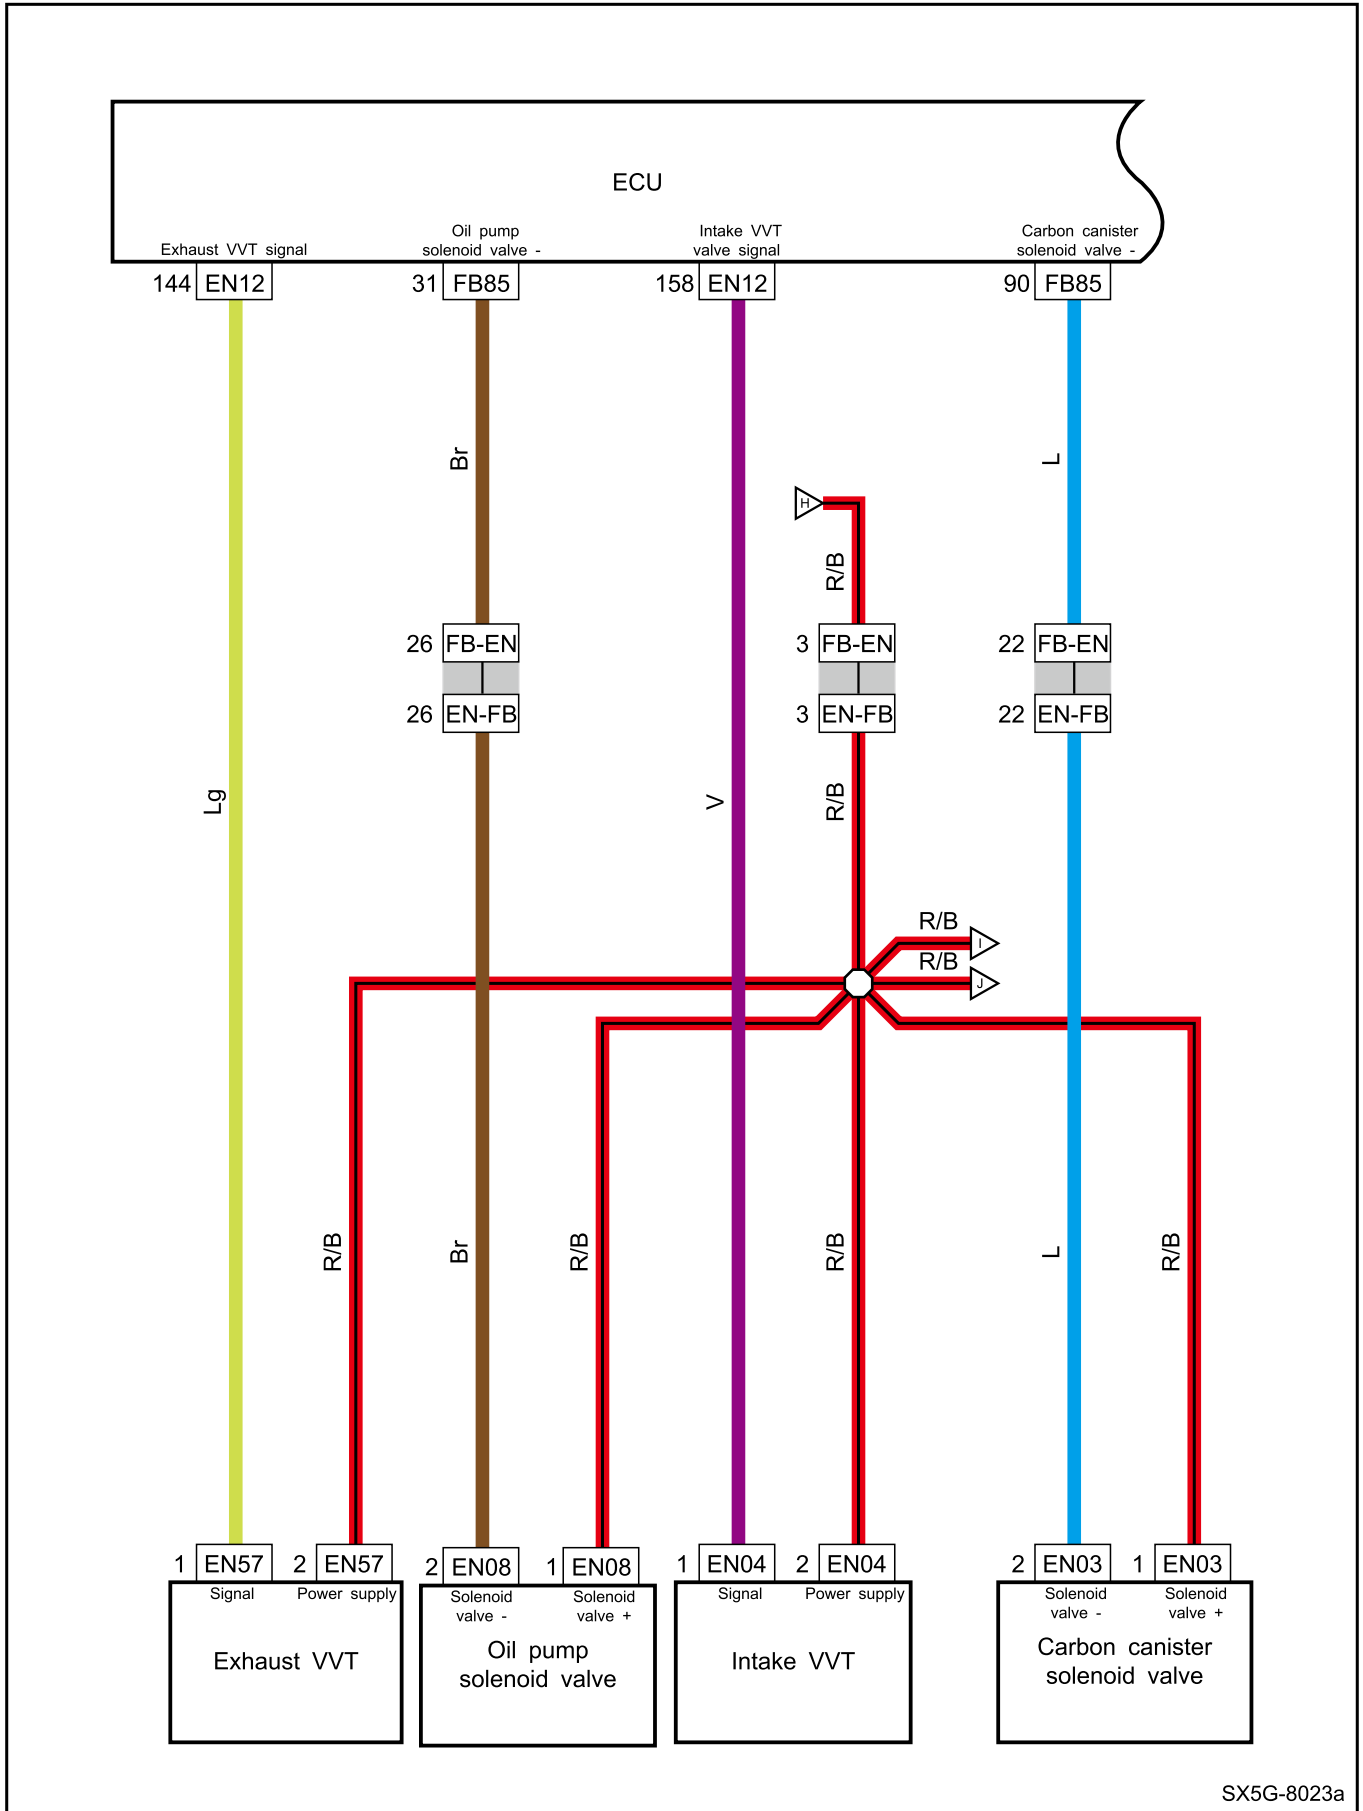 ECU
Exhaust VVT signal
Oil pump
solenoid valve -
Intake VVT
valve signal
Carbon canister
solenoid valve -
144 EN12
31 FB85
158 EN12
90 FB85
Br
L
H
R/B
26 FB-EN
3 FB-EN
22 FB-EN
26 EN-FB
3 EN-FB
22 EN-FB
Lg
V
R/B
R/B
I
R/B
J
R/B
Br
R/B
R/B
L
R/B
1 EN57
2 EN57
2 EN08
1 EN08
1 EN04
2 EN04
2 EN03
1 EN03
Signal
Power supply
Solenoid
valve -
Solenoid
valve +
Signal
Power supply
Solenoid
valve -
Solenoid
valve +
Exhaust VVT
Oil pump
solenoid valve
Intake VVT
Carbon canister
solenoid valve
SX5G-8023a